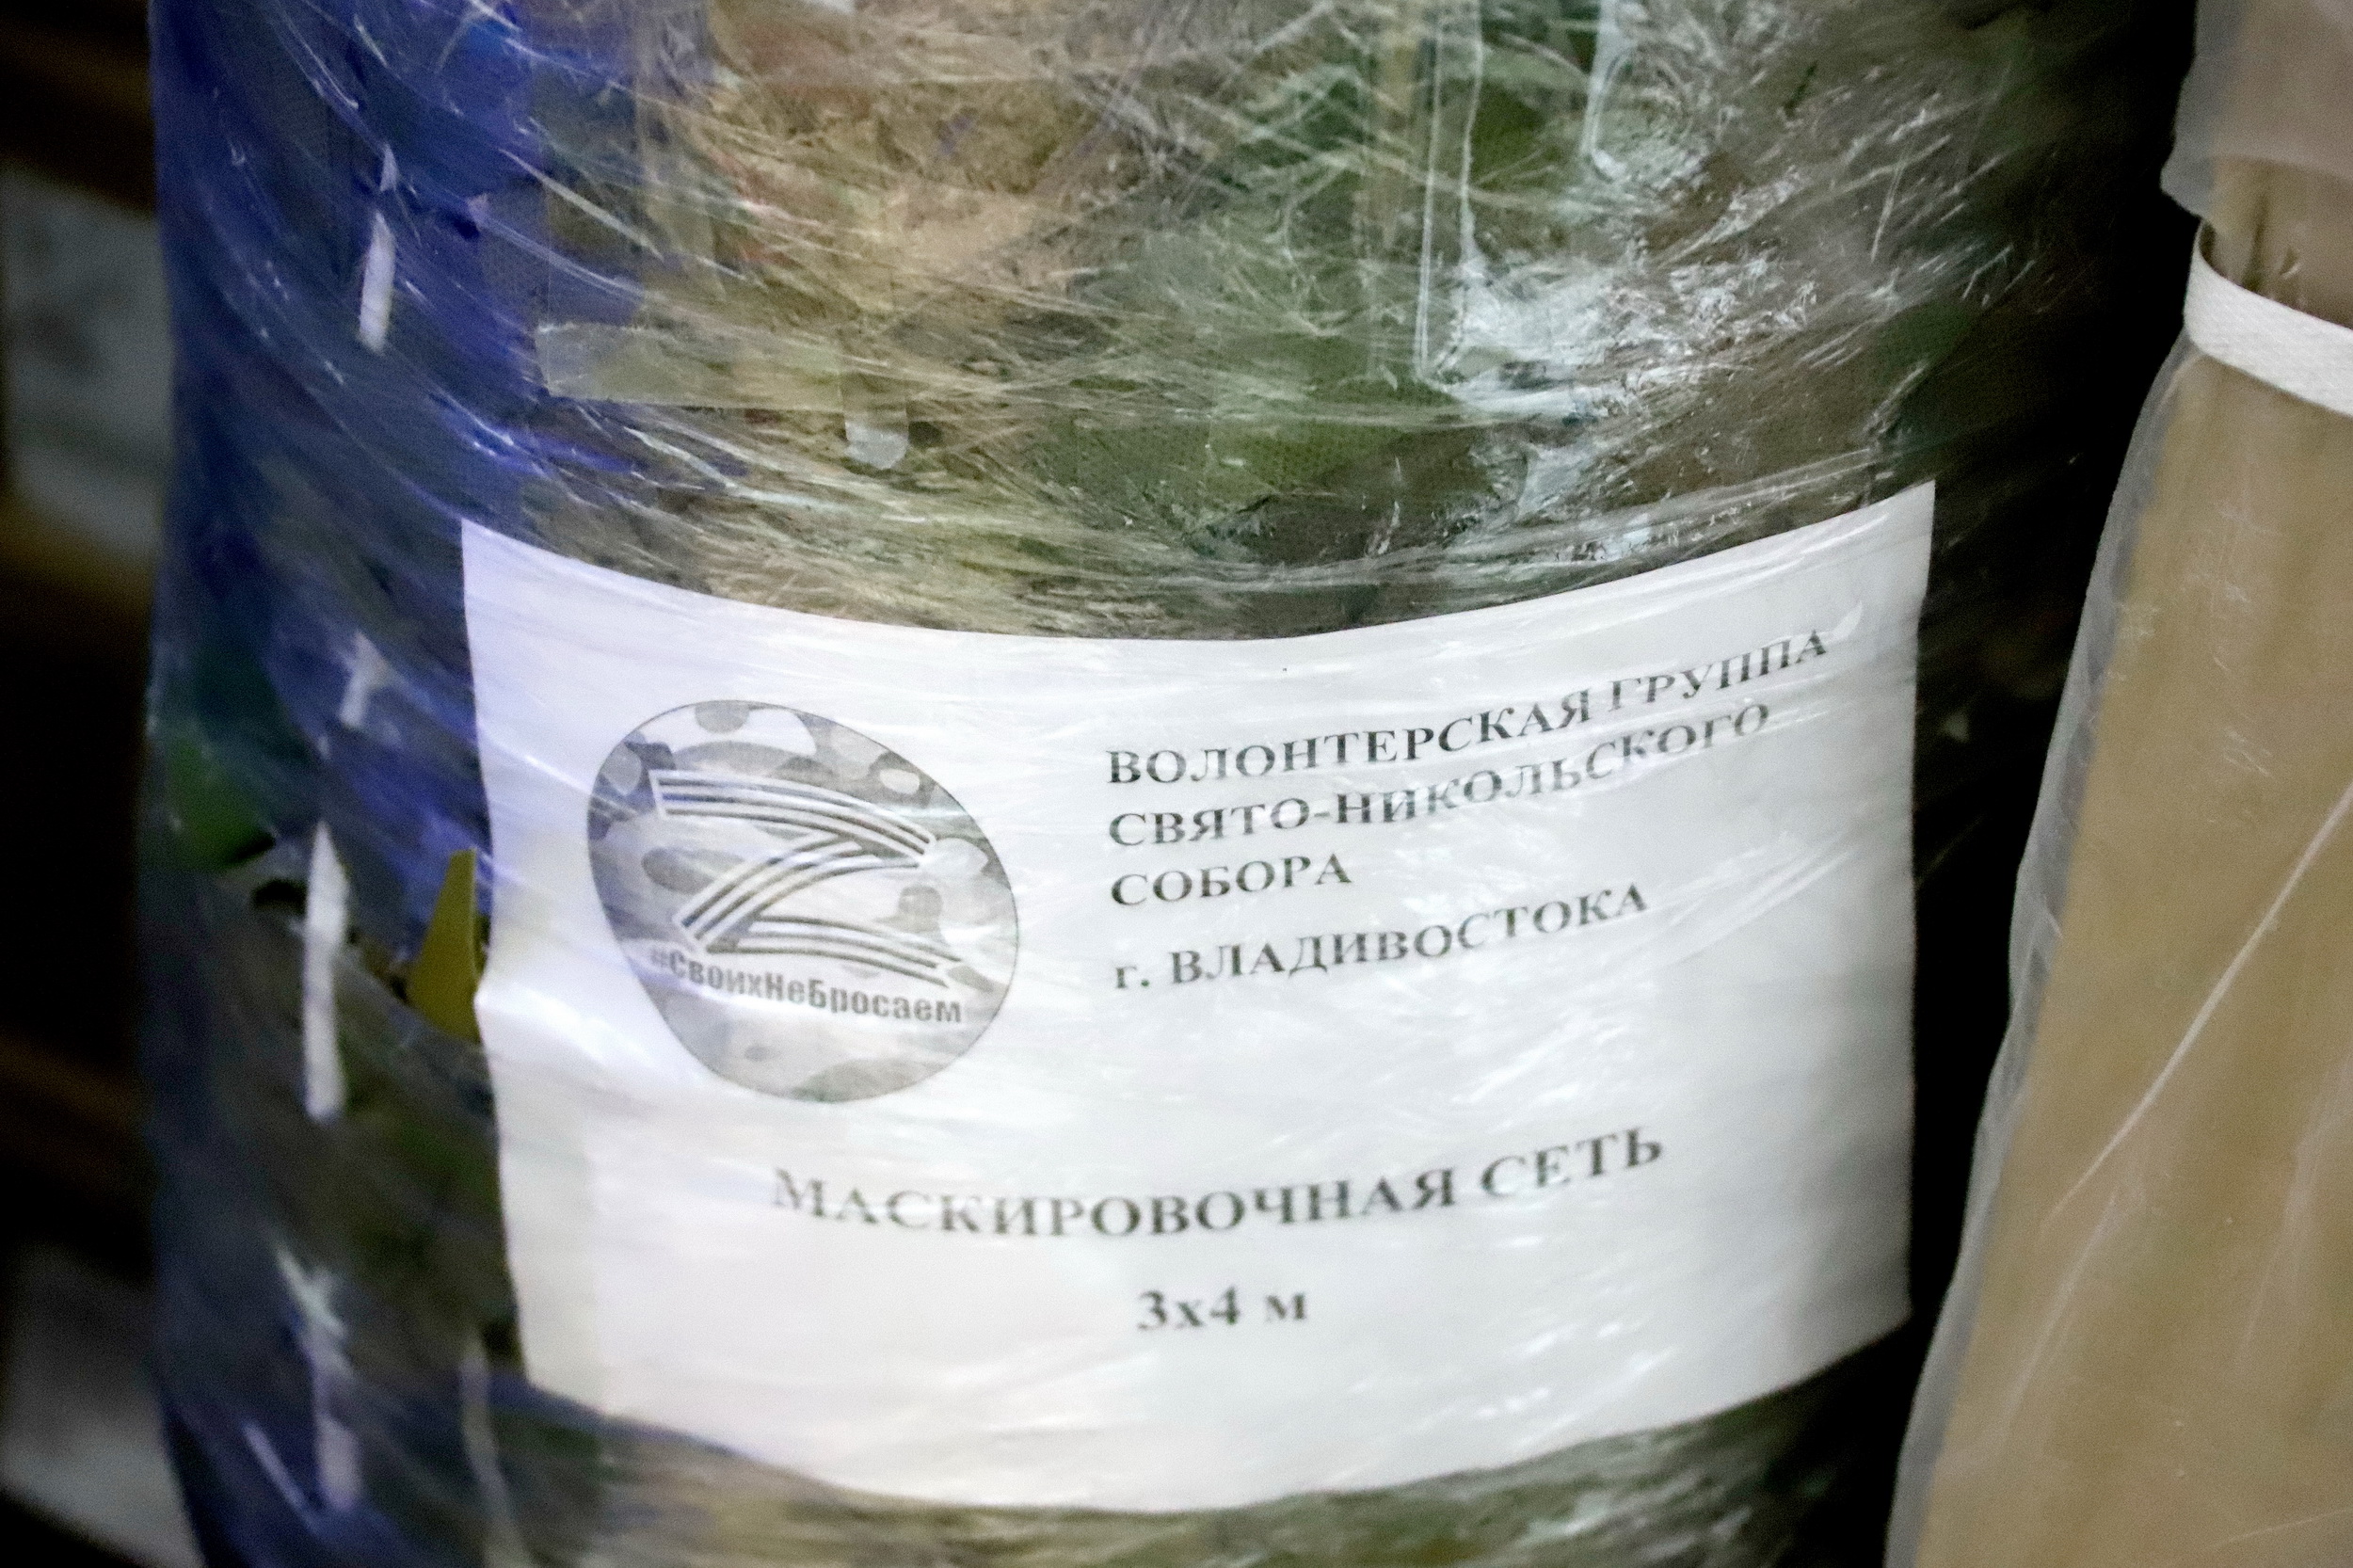 ВОЛОНТЕРСКАЯ ГРУППА
СВЯТО-НИКОЛЬСКОГО
СОБОРА
г. ВЛАДИВОСТОКА
#СвоихНеБросаем
МАСКИРОВОЧНАЯ СЕТЬ
3х4 м